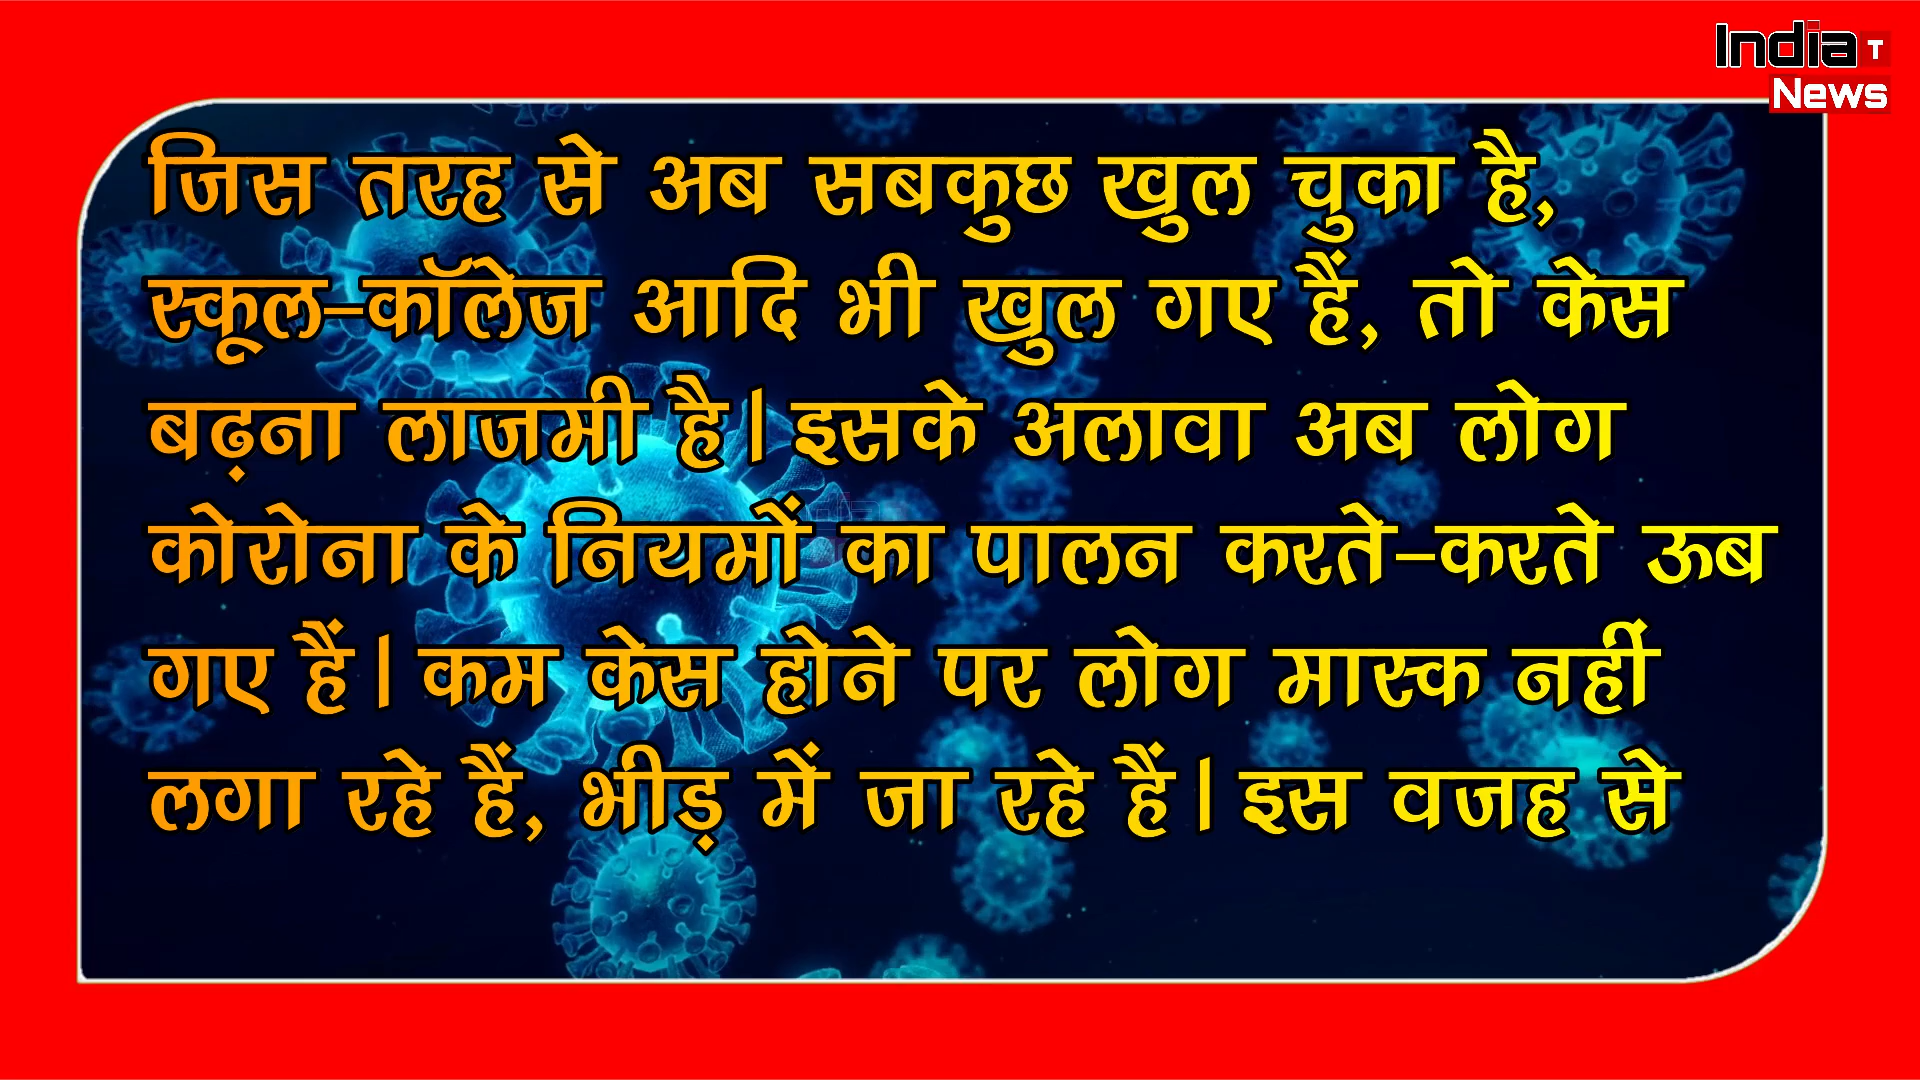 India T
News
जिस तरह से अब सबकुछ खुल चुका है,
स्कूल-कॉलेज आदि भी खुल गए हैं, तो केस
बढ़ना लाजमी है। इसके अलावा अब लोग
कोरोना के नियमों का पालन करते-करते ऊब
गए हैं। कम केस होने पर लोग मास्क नहीं
लगा रहे हैं, भीड़ में जा रहे हैं। इस वजह से